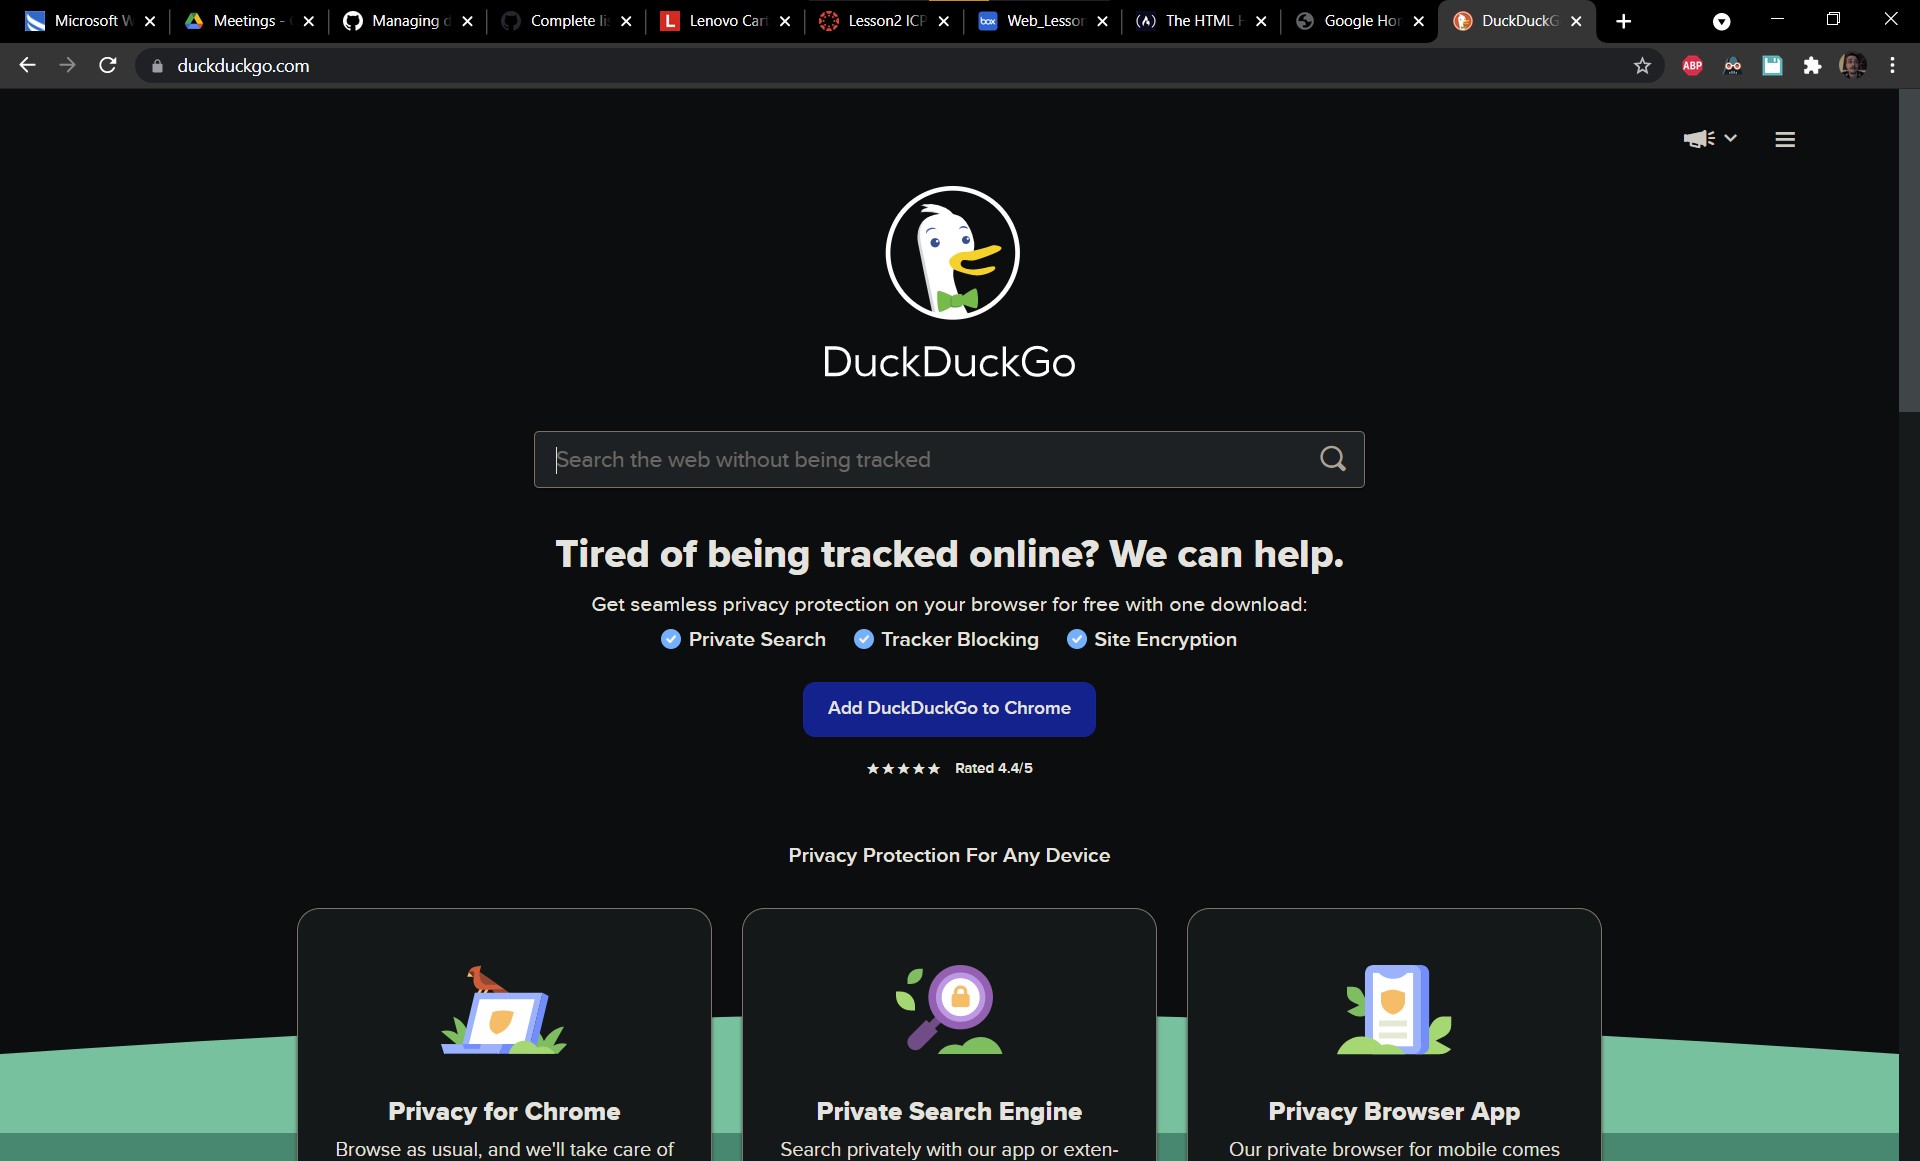 Microsoft W
Meetings -
Managing d
Complete li
Lenovo Car
Lesson2 ICP
Web_Lesson
The HTML
Google Ho
DuckDuckG
duckduckgo.com
ABP
DuckDuckGo
Search the web without being tracked
Tired of being tracked online? We can help.
Get seamless privacy protection on your browser for free with one download:
Private Search Tracker Blocking Site Encryption
Add DuckDuckGo to Chrome
★★★★★ Rated 4.4/5
Privacy Protection For Any Device
Privacy for Chrome
Browse as usual, and we'll take care of
Private Search Engine
Search privately with our app or exten-
Privacy Browser App
Our private browser for mobile comes